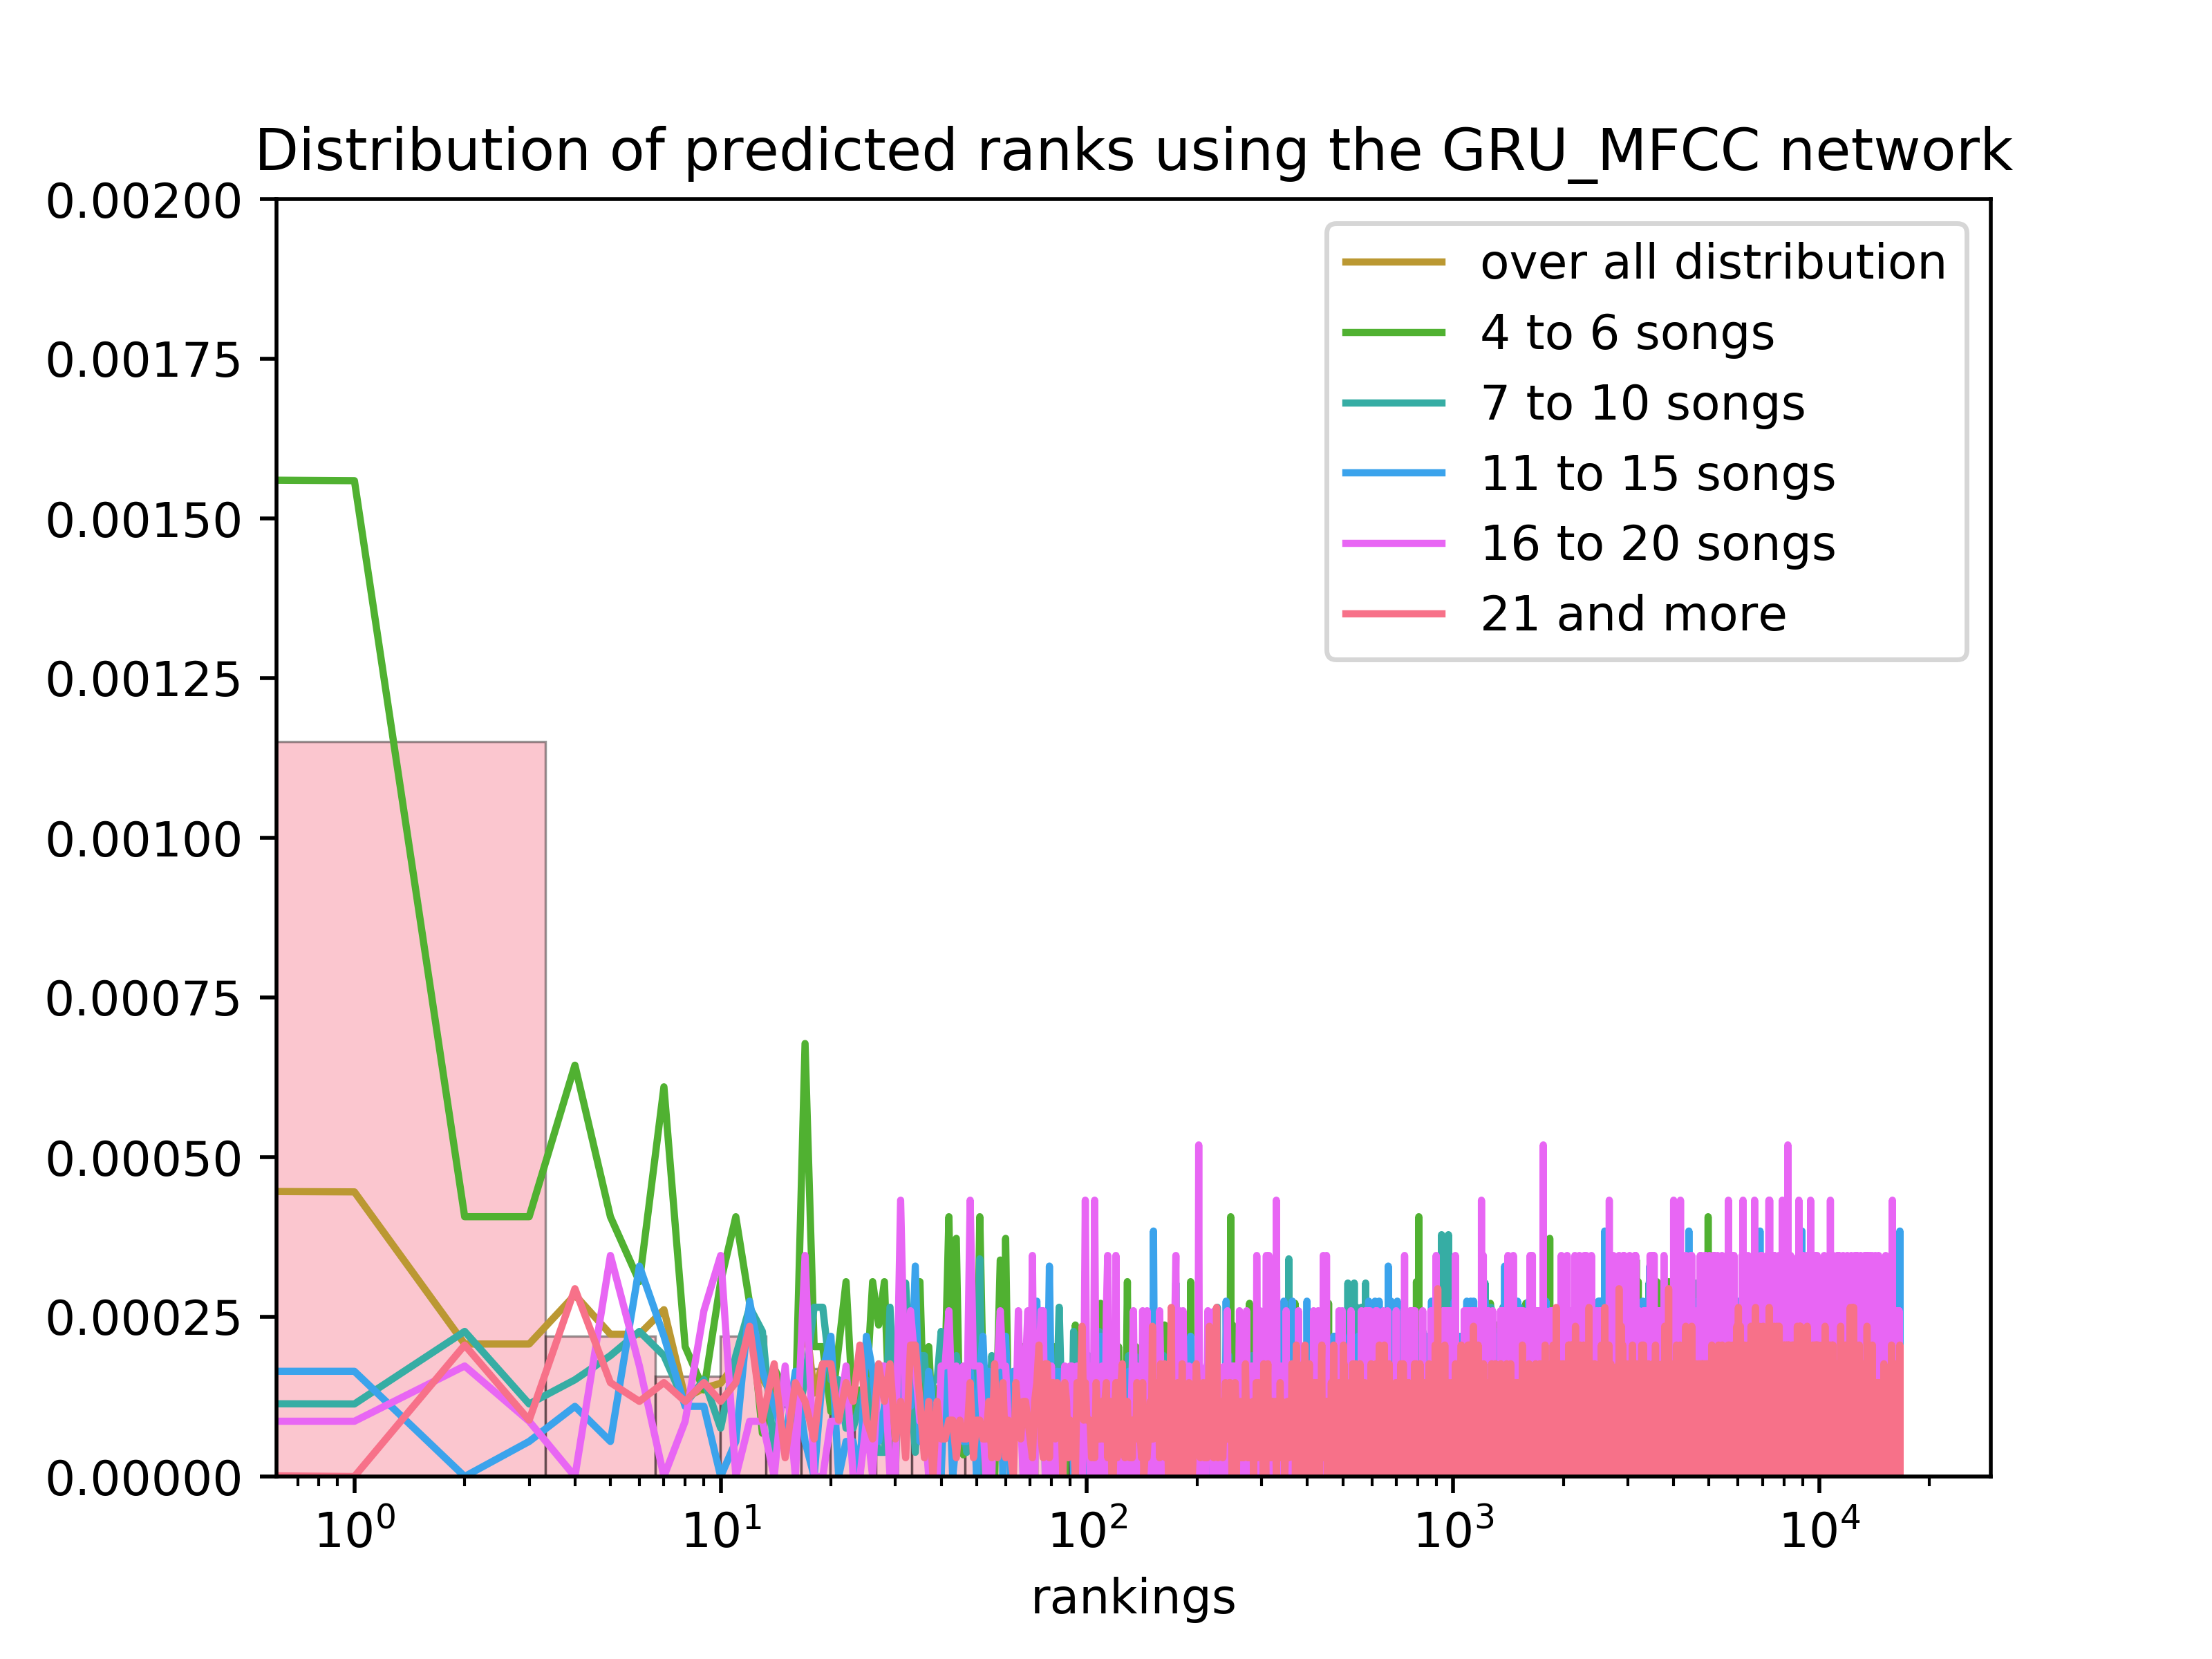 Distribution of predicted ranks using the GRU_MFCC network
0.00200
0.00175
0.00150
0.00125
0.00100
0.00075
0.00050
0.00025
0.00000
over all distribution
4 to 6 songs
7 to 10 songs
11 to 15 songs
16 to 20 songs
21 and more
10⁰ 10¹ 10² 10³ 10⁴
rankings